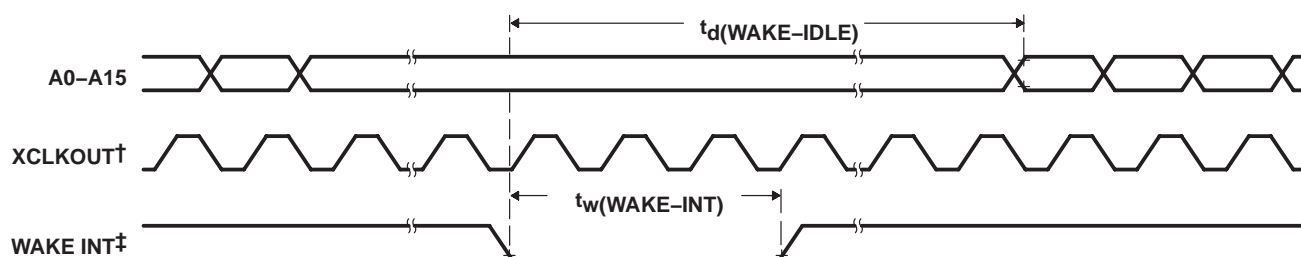 td(WAKE–IDLE)
A0–A15
XCLKOUT†
tw(WAKE–INT)
WAKE INT‡